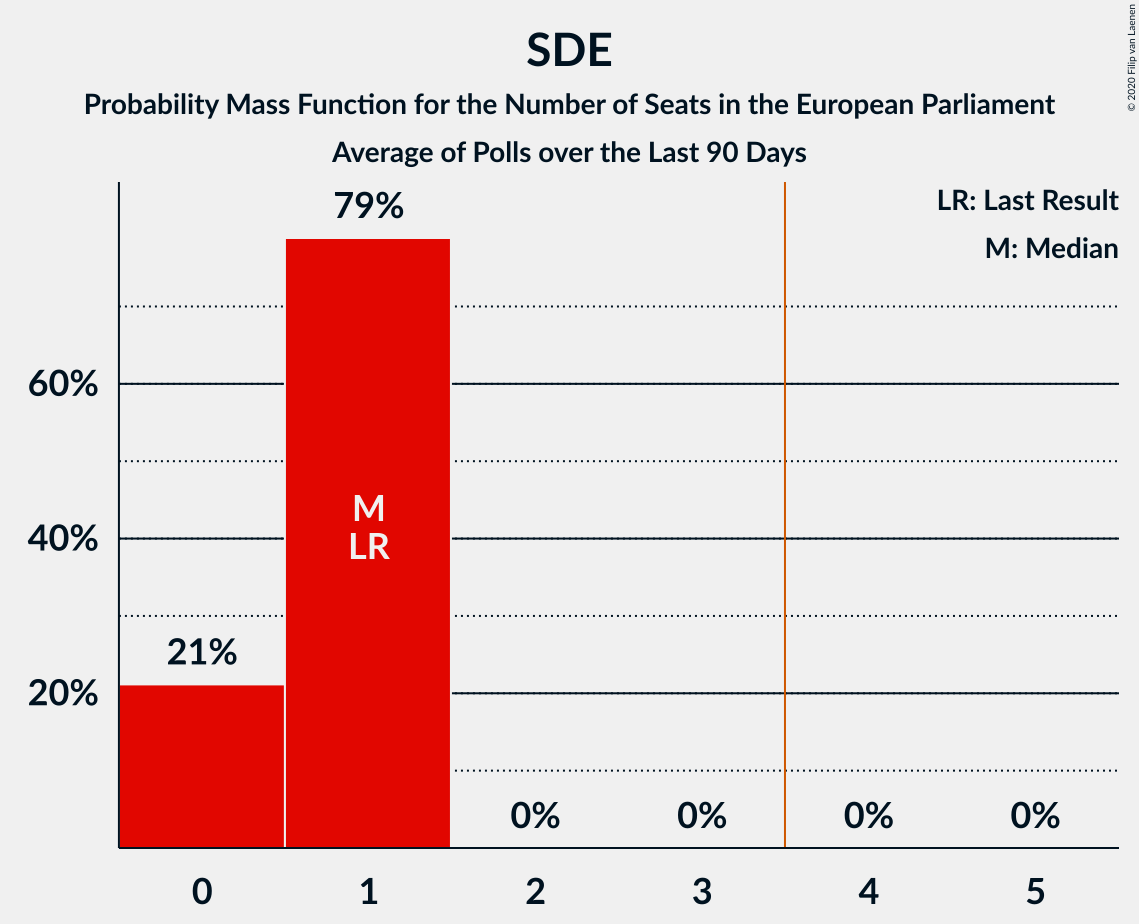 SDE
Probability Mass Function for the Number of Seats in the European Parliament
Average of Polls over the Last 90 Days
© 2020 Filip van Laenen
LR: Last Result
M: Median
79%
60%
M
40%
LR
21%
20%
0% 0% 0% 0%
0 1 2 3 4 5